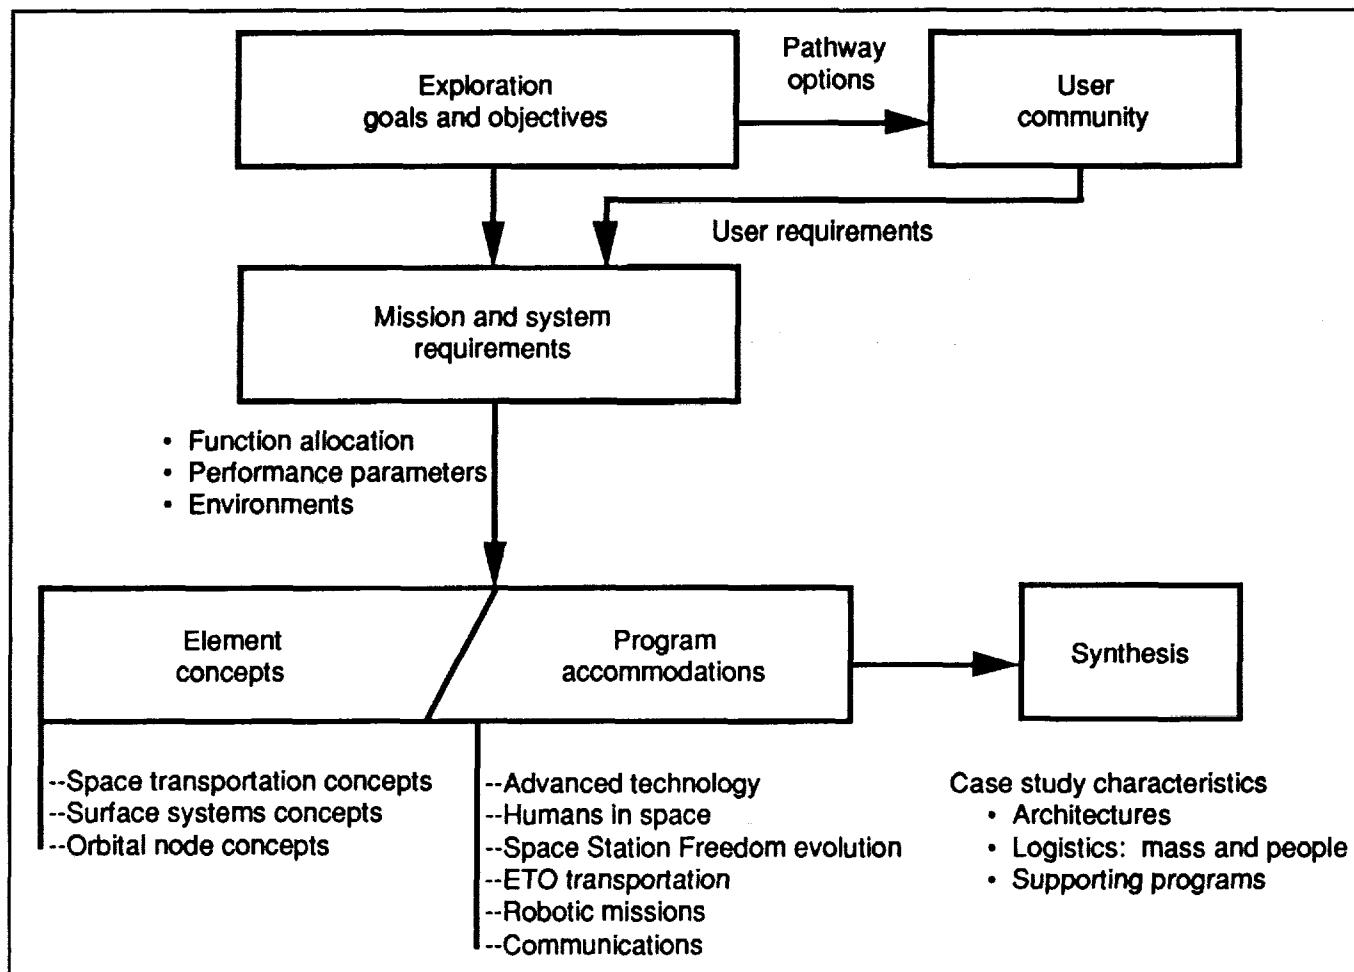 Exploration
goals and objectives
Pathway
options
User
community
User requirements
Mission and system
requirements
• Function allocation
• Performance parameters
• Environments
Element
concepts
Program
accommodations
Synthesis
--Space transportation concepts
--Surface systems concepts
--Orbital node concepts
--Advanced technology
--Humans in space
--Space Station Freedom evolution
--ETO transportation
--Robotic missions
--Communications
Case study characteristics
• Architectures
• Logistics: mass and people
• Supporting programs